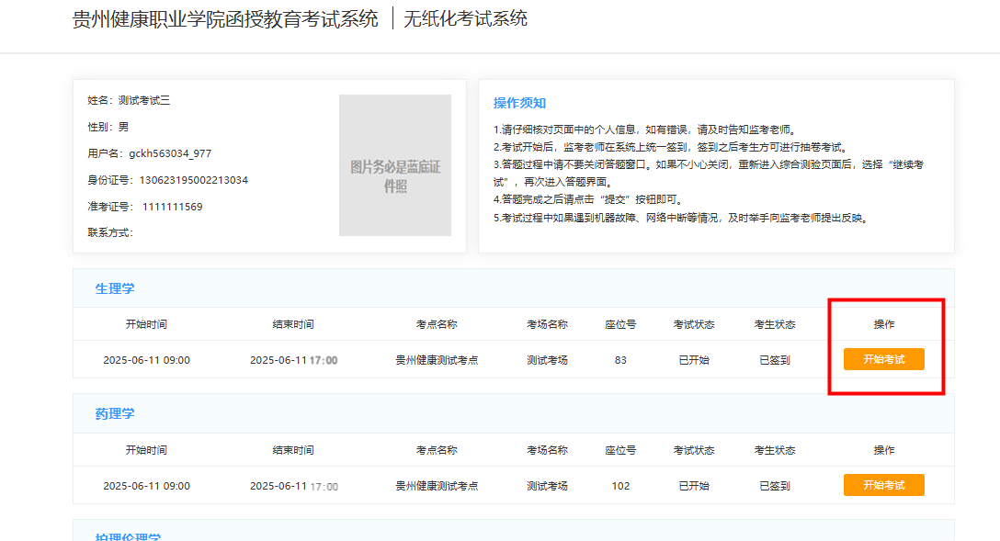 贵州健康职业学院函授教育考试系统 | 无纸化考试系统
姓名：测试考试三
性别：男
用户名：gckh563034_977
身份证号：130623195002213034
准考证号： 1111111569
联系方式：
图片务必是蓝底证
件照
操作须知
1.请仔细核对页面中的个人信息，如有错误，请及时告知监考老师。
2.考试开始后，监考老师在系统上统一签到，签到之后考生方可进行抽卷考试。
3.答题过程中请不要关闭答题窗口。如果不小心关闭，重新进入综合测验页面后，选择“继续考
试”，再次进入答题界面。
4.答题完成之后请点击“提交”按钮即可。
5.考试过程中如果遇到机器故障、网络中断等情况，及时举手向监考老师提出反映。
生理学
开始时间 结束时间 考点名称 考场名称 座位号 考试状态 考生状态 操作
2025-06-11 09:00 2025-06-11 17:00 贵州健康测试考点 测试考场 83 已开始 已签到 开始考试
药理学
开始时间 结束时间 考点名称 考场名称 座位号 考试状态 考生状态 操作
2025-06-11 09:00 2025-06-11 17:00 贵州健康测试考点 测试考场 102 已开始 已签到 开始考试
护理伦理学